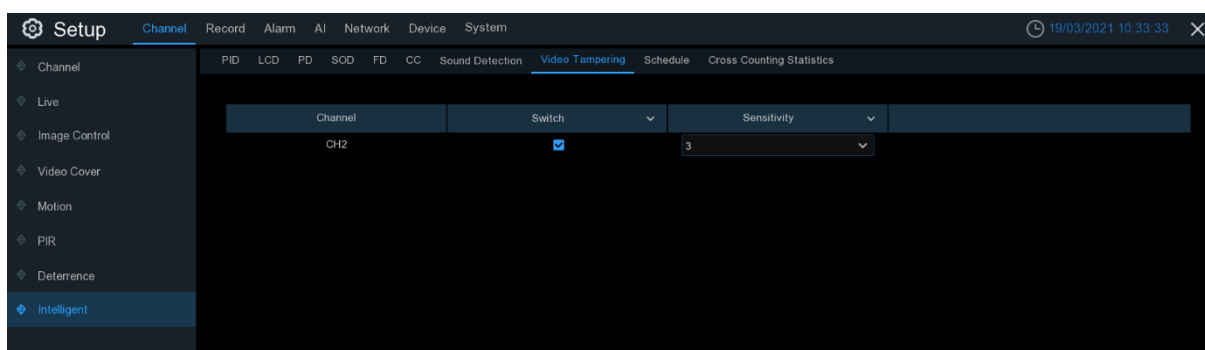 Setup Channel Record Alarm AI Network Device System 19/03/2021 10:33:33
Channel
Live
Image Control
Video Cover
Motion
PIR
Deterrence
Intelligent
PID LCD PD SOD FD CC Sound Detection Video Tampering Schedule Cross Counting Statistics
Channel Switch Sensitivity
CH2 3